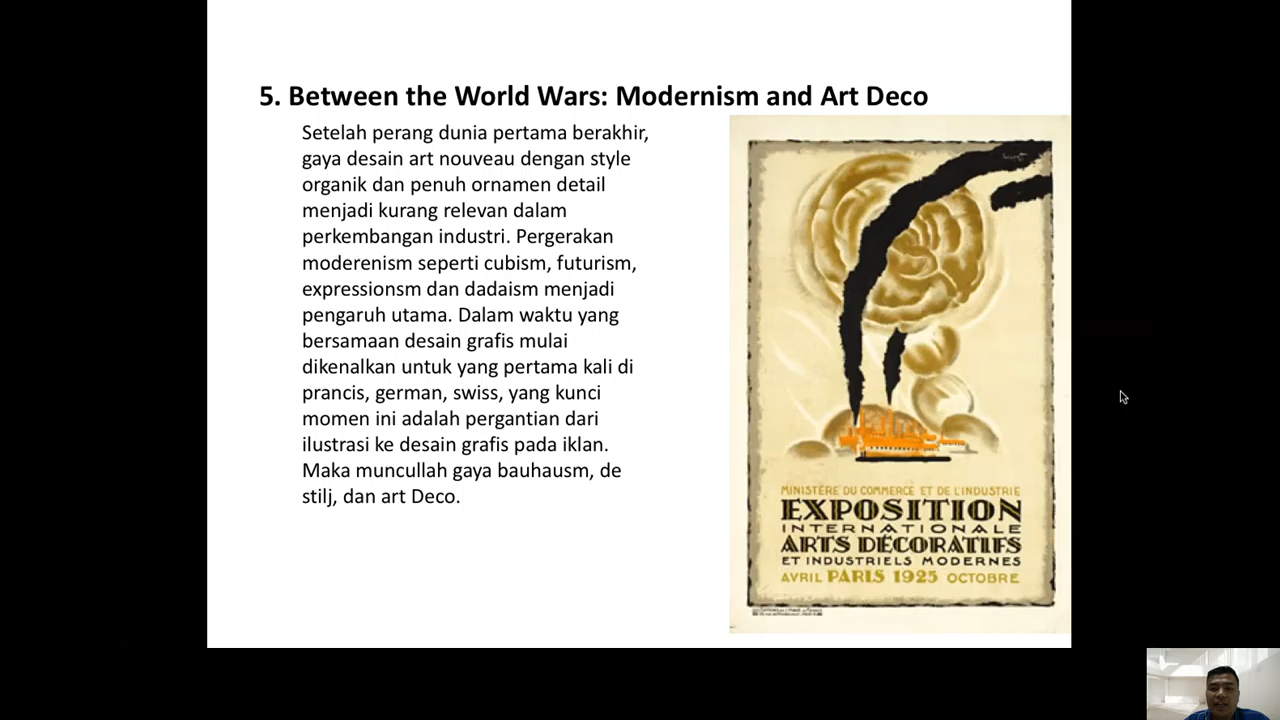 5. Between the World Wars: Modernism and Art Deco
Setelah perang dunia pertama berakhir,
gaya desain art nouveau dengan style
organik dan penuh ornamen detail
menjadi kurang relevan dalam
perkembangan industri. Pergerakan
moderenism seperti cubism, futurism,
expressionsm dan dadaism menjadi
pengaruh utama. Dalam waktu yang
bersamaan desain grafis mulai
dikenalkan untuk yang pertama kali di
prancis, german, swiss, yang kunci
momen ini adalah pergantian dari
ilustrasi ke desain grafis pada iklan.
Maka muncullah gaya bauhausm, de
stilj, dan art Deco.
MINISTÈRE DU COMMERCE ET DE L'INDUSTRIE
EXPOSITION
INTERNATIONALE
ARTS DÉCORATIFS
ET INDUSTRIELS MODERNES
AVRIL PARIS 1925 OCTOBRE